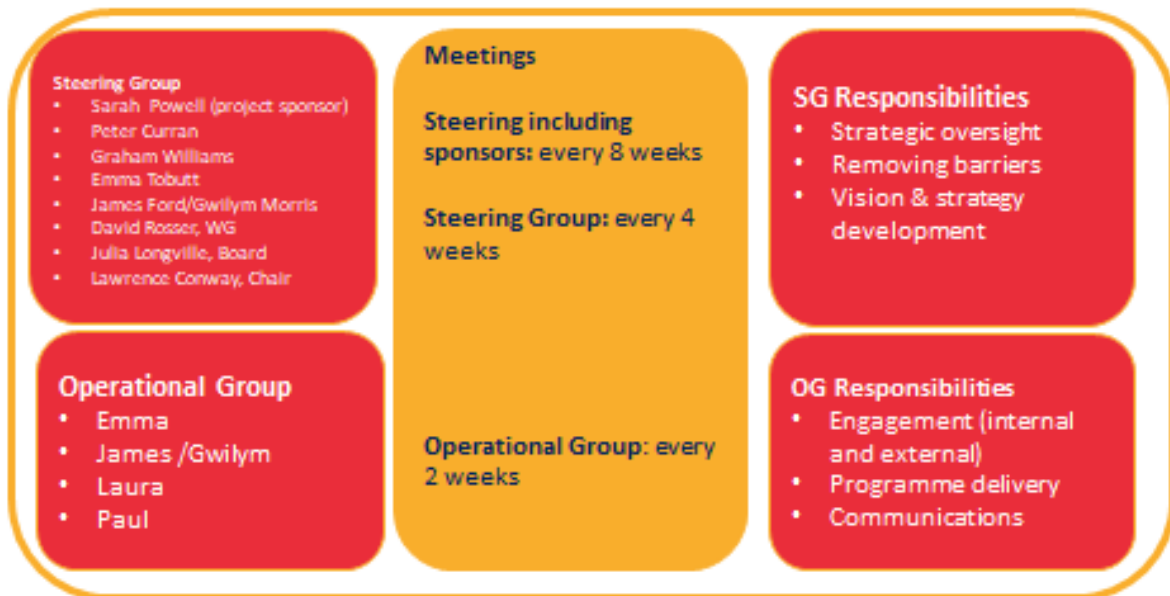 Steering Group
• Sarah Powell (project sponsor)
• Peter Curran
• Graham Williams
• Emma Tobutt
• James Ford/Gwilym Morris
• David Rosser, WG
• Julia Longville, Board
• Lawrence Conway, Chair
Operational Group
• Emma
• James /Gwilym
• Laura
• Paul
Meetings
Steering including
sponsors: every 8 weeks
Steering Group: every 4
weeks
Operational Group: every
2 weeks
SG Responsibilities
• Strategic oversight
• Removing barriers
• Vision & strategy
development
OG Responsibilities
• Engagement (internal
and external)
• Programme delivery
• Communications